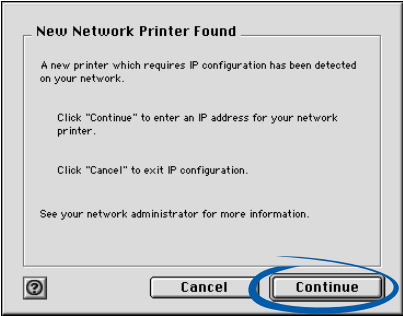 New Network Printer Found
A new printer which requires IP configuration has been detected
on your network.
Click "Continue" to enter an IP address for your network
printer.
Click "Cancel" to exit IP configuration.
See your network administrator for more information.
?
Cancel
Continue